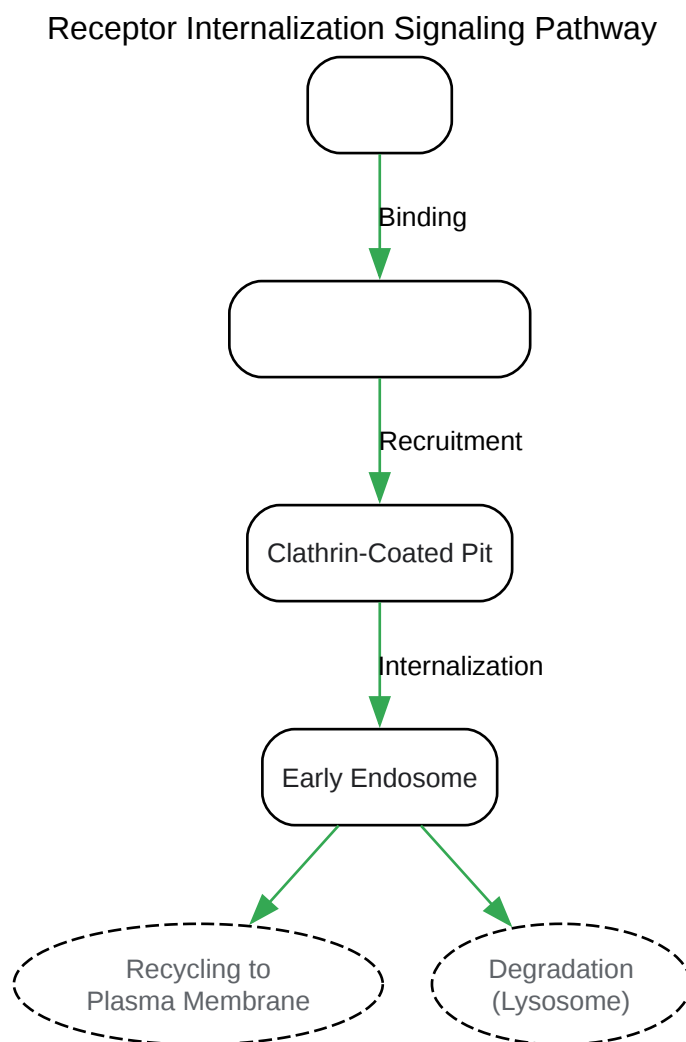 Receptor Internalization Signaling Pathway
Binding
Recruitment
Clathrin-Coated Pit
Internalization
Early Endosome
Recycling to
Plasma Membrane
Degradation
(Lysosome)